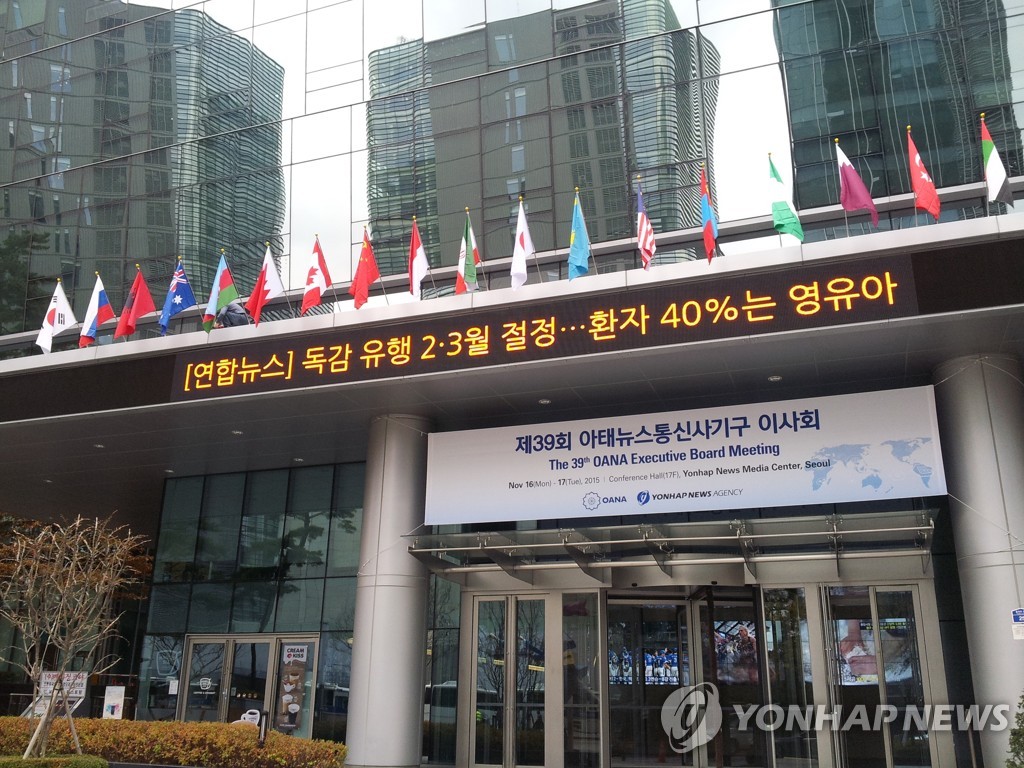 YONHAP NEWS
[연합뉴스] 독감 유행 2·3월 절정…환자 40%는 영유아
제39회 아태뉴스통신사기구 이사회
The 39th OANA Executive Board Meeting
Nov 16(Mon) - 17(Tue), 2015 | Conference Hall(17F), Yonhap News Media Center, Seoul
OANA YONHAP NEWS AGENCY
CREAM
KISS
YONHAP NEWS